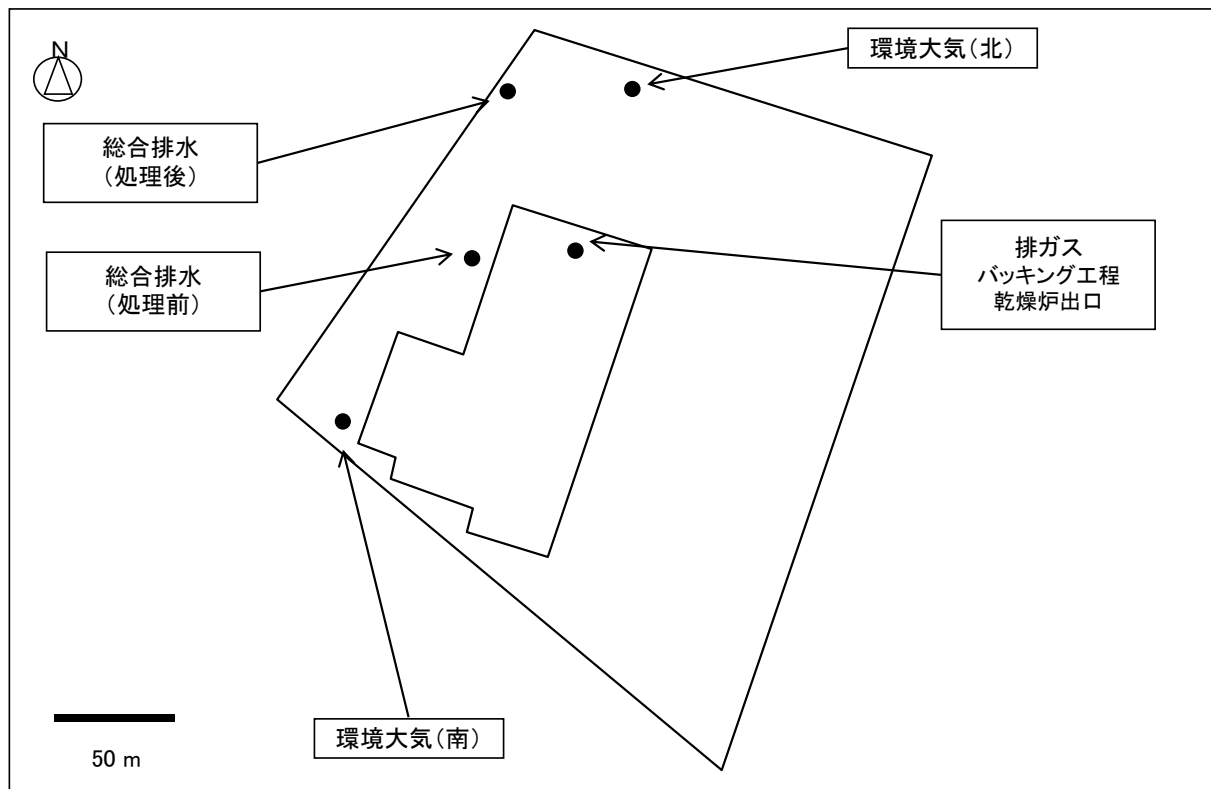 N
環境大気(北)
総合排水
(処理後)
総合排水
(処理前)
排ガス
バッキング工程
乾燥炉出口
環境大気(南)
50 m